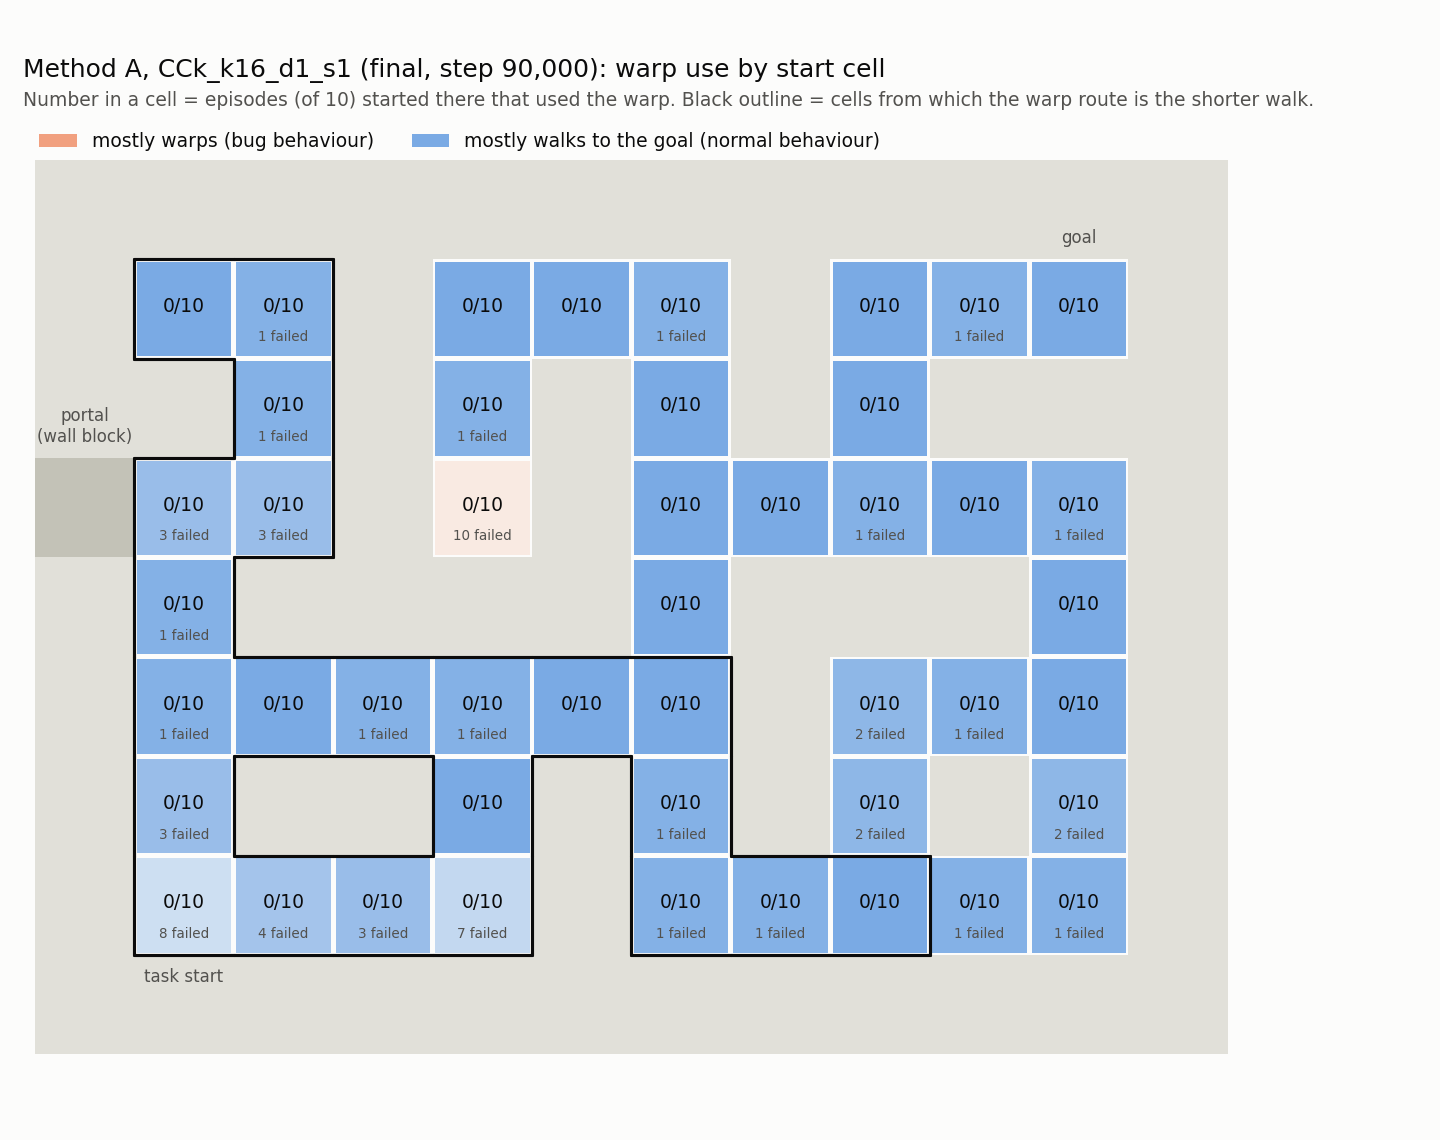 Method A, CCk_k16_d1_s1 (final, step 90,000): warp use by start cell
Number in a cell = episodes (of 10) started there that used the warp. Black outline = cells from which the warp route is the shorter walk.
mostly warps (bug behaviour) mostly walks to the goal (normal behaviour)
goal
0/10 0/10 0/10 0/10 0/10 0/10 0/10 0/10
1 failed 1 failed 1 failed
0/10 0/10 0/10 0/10
1 failed 1 failed
portal
(wall block)
0/10 0/10 0/10 0/10 0/10 0/10 0/10 0/10
3 failed 3 failed 10 failed 1 failed 1 failed
0/10 0/10 0/10
1 failed
0/10 0/10 0/10 0/10 0/10 0/10 0/10 0/10 0/10
1 failed 1 failed 1 failed 2 failed 1 failed
0/10 0/10 0/10 0/10 0/10
3 failed 1 failed 2 failed 2 failed
0/10 0/10 0/10 0/10 0/10 0/10 0/10 0/10 0/10
8 failed 4 failed 3 failed 7 failed 1 failed 1 failed 1 failed 1 failed
task start